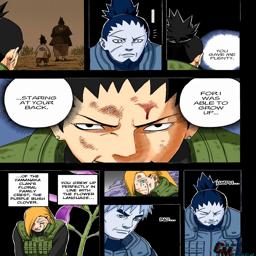 YOU
GAVE ME
PLENTY.
...STARING
AT YOUR
BACK.
FOR I
WAS ABLE
TO GROW
UP...
...OF THE
YAMANAKA
CLAN'S
FLORAL
FAMILY
CREST, THE
PURPLE BUSH
CLOVER.
YOU GREW UP
PERFECTLY
IN LINE
WITH THE
FLOWER
LANGUAGE...